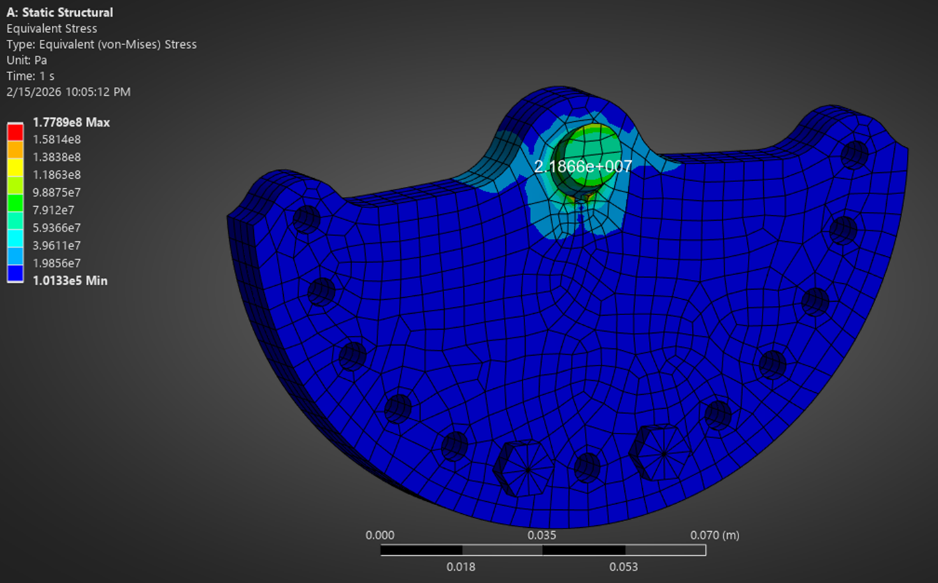 A: Static Structural
Equivalent Stress
Type: Equivalent (von-Mises) Stress
Unit: Pa
Time: 1 s
2/15/2026 10:05:12 PM
1.7789e8 Max
1.5814e8
1.3838e8
1.1863e8
9.8875e7
7.912e7
5.9366e7
3.9611e7
1.9856e7
1.0133e5 Min
2.1866e+007
0.000 0.035 0.070 (m)
0.018 0.053